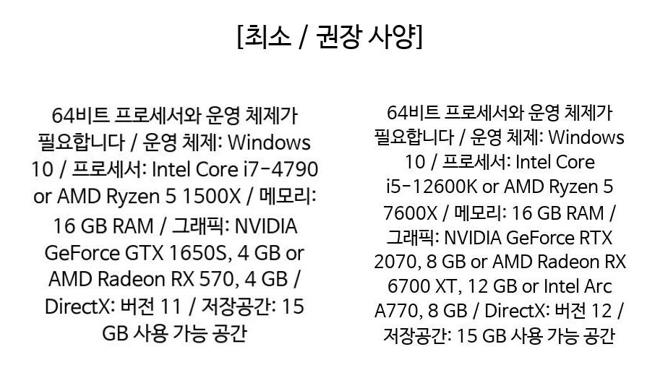 [최소 / 권장 사양]
64비트 프로세서와 운영 체제가
필요합니다 / 운영 체제: Windows
10 / 프로세서: Intel Core i7-4790
or AMD Ryzen 5 1500X / 메모리:
16 GB RAM / 그래픽: NVIDIA
GeForce GTX 1650S, 4 GB or
AMD Radeon RX 570, 4 GB /
DirectX: 버전 11 / 저장공간: 15
GB 사용 가능 공간
64비트 프로세서와 운영 체제가
필요합니다 / 운영 체제: Windows
10 / 프로세서: Intel Core
i5-12600K or AMD Ryzen 5
7600X / 메모리: 16 GB RAM /
그래픽: NVIDIA GeForce RTX
2070, 8 GB or AMD Radeon RX
6700 XT, 12 GB or Intel Arc
A770, 8 GB / DirectX: 버전 12 /
저장공간: 15 GB 사용 가능 공간